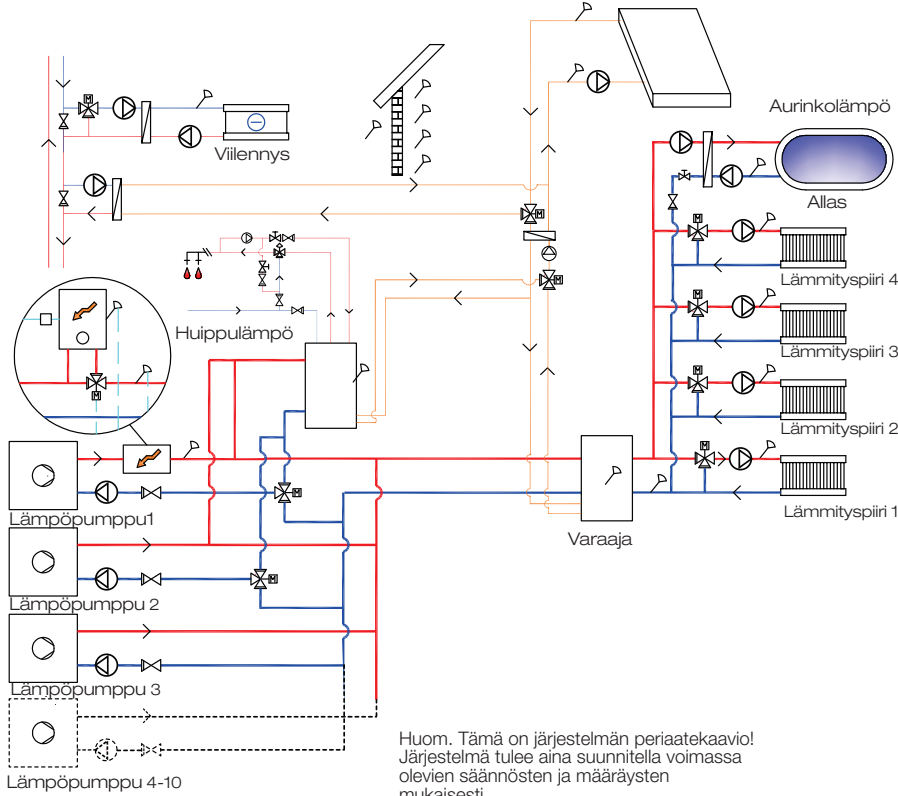 Viilennys
Aurinkolämpö
Allas
M
M
M
M
M
M
M
M
M
M
Lämmityspiiri 4
Huippulämpö
Lämmityspiiri 3
Lämmityspiiri 2
Lämmityspiiri 1
Lämpöpumppu1
Varaaja
Lämpöpumppu 2
Lämpöpumppu 3
Lämpöpumppu 4-10
Huom. Tämä on järjestelmän periaatekaavio!
Järjestelmä tulee aina suunnitella voimassa
olevien säännösten ja määräysten
mukaisesti